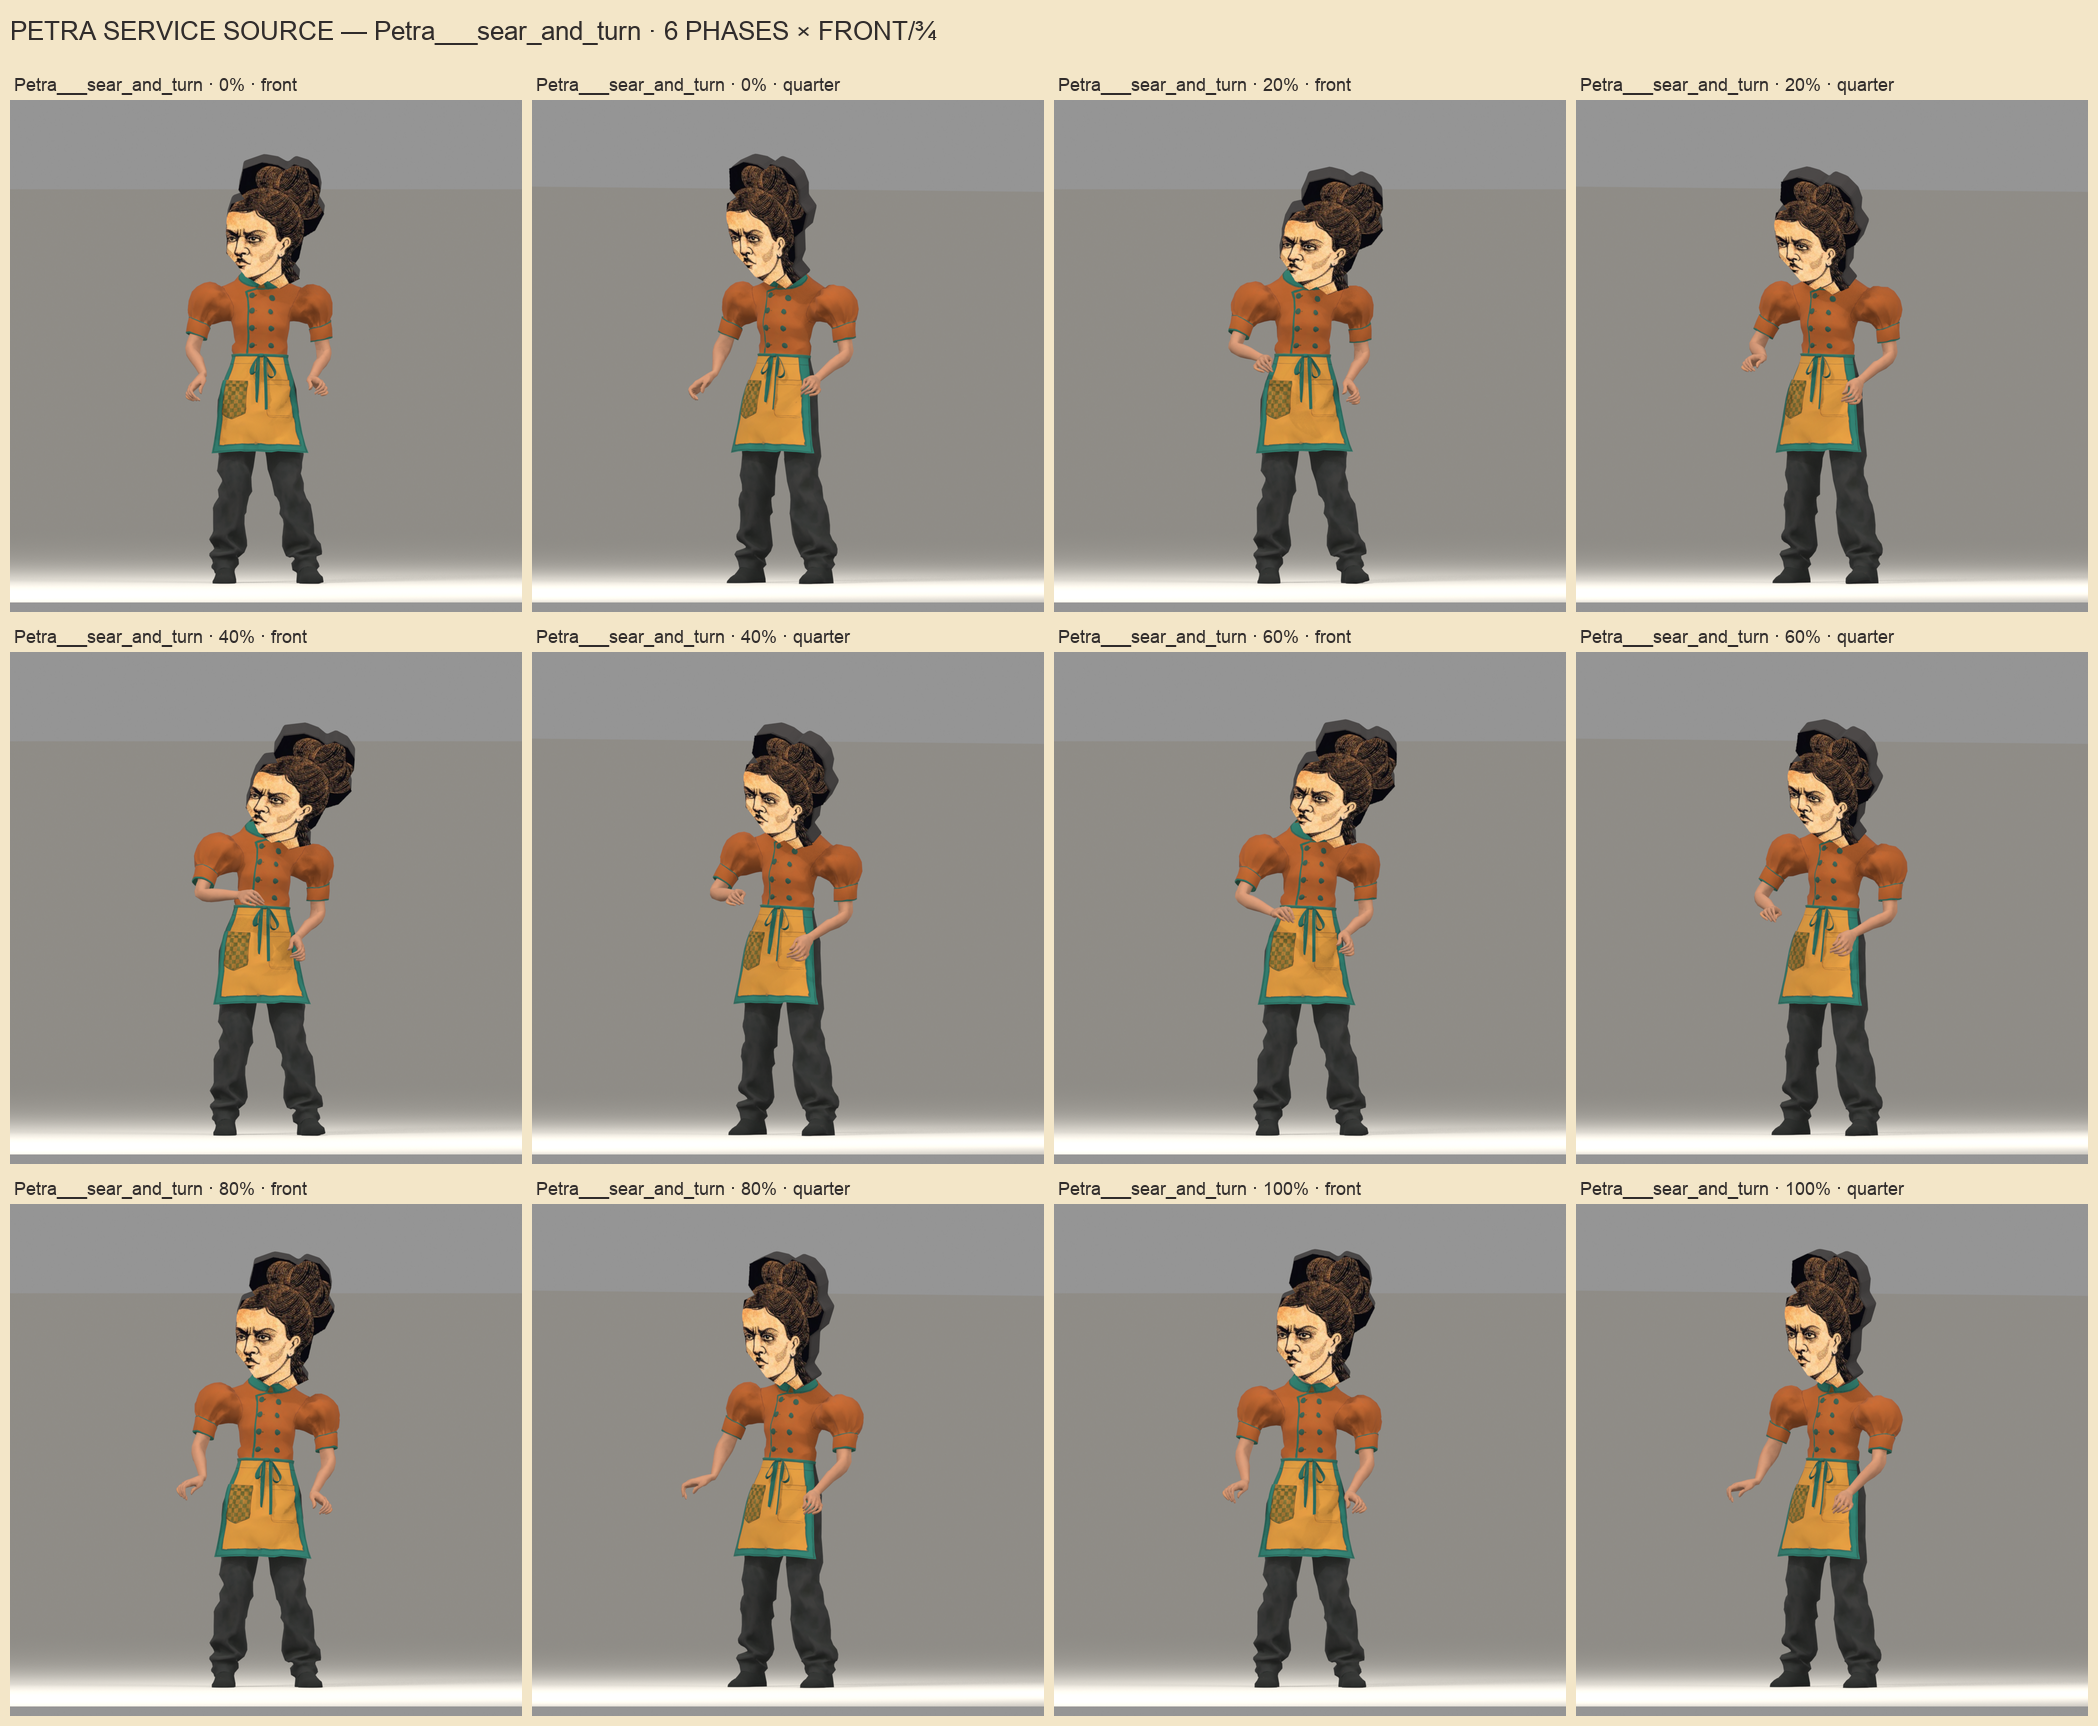 PETRA SERVICE SOURCE — Petra___sear_and_turn · 6 PHASES × FRONT/¾
Petra___sear_and_turn · 0% · front
Petra___sear_and_turn · 0% · quarter
Petra___sear_and_turn · 20% · front
Petra___sear_and_turn · 20% · quarter
Petra___sear_and_turn · 40% · front
Petra___sear_and_turn · 40% · quarter
Petra___sear_and_turn · 60% · front
Petra___sear_and_turn · 60% · quarter
Petra___sear_and_turn · 80% · front
Petra___sear_and_turn · 80% · quarter
Petra___sear_and_turn · 100% · front
Petra___sear_and_turn · 100% · quarter